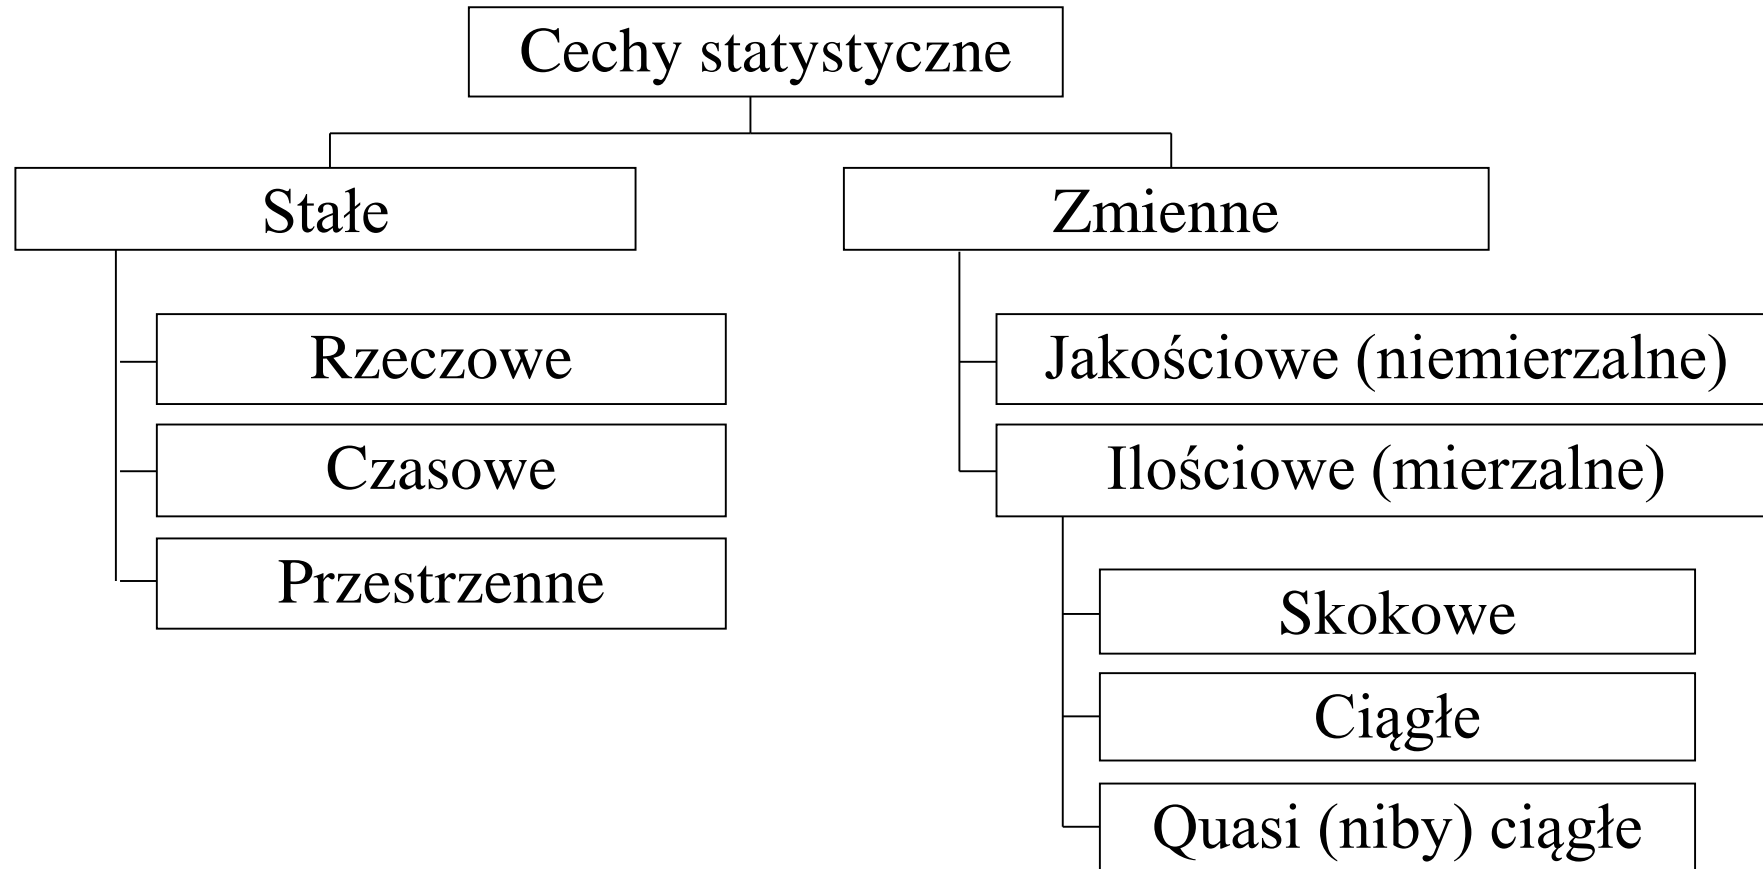 Cechy statystyczne
Stałe
Rzeczowe
Czasowe
Przestrzenne
Zmienne
Jakościowe (niemierzalne)
Ilościowe (mierzalne)
Skokowe
Ciągłe
Quasi (niby) ciągłe